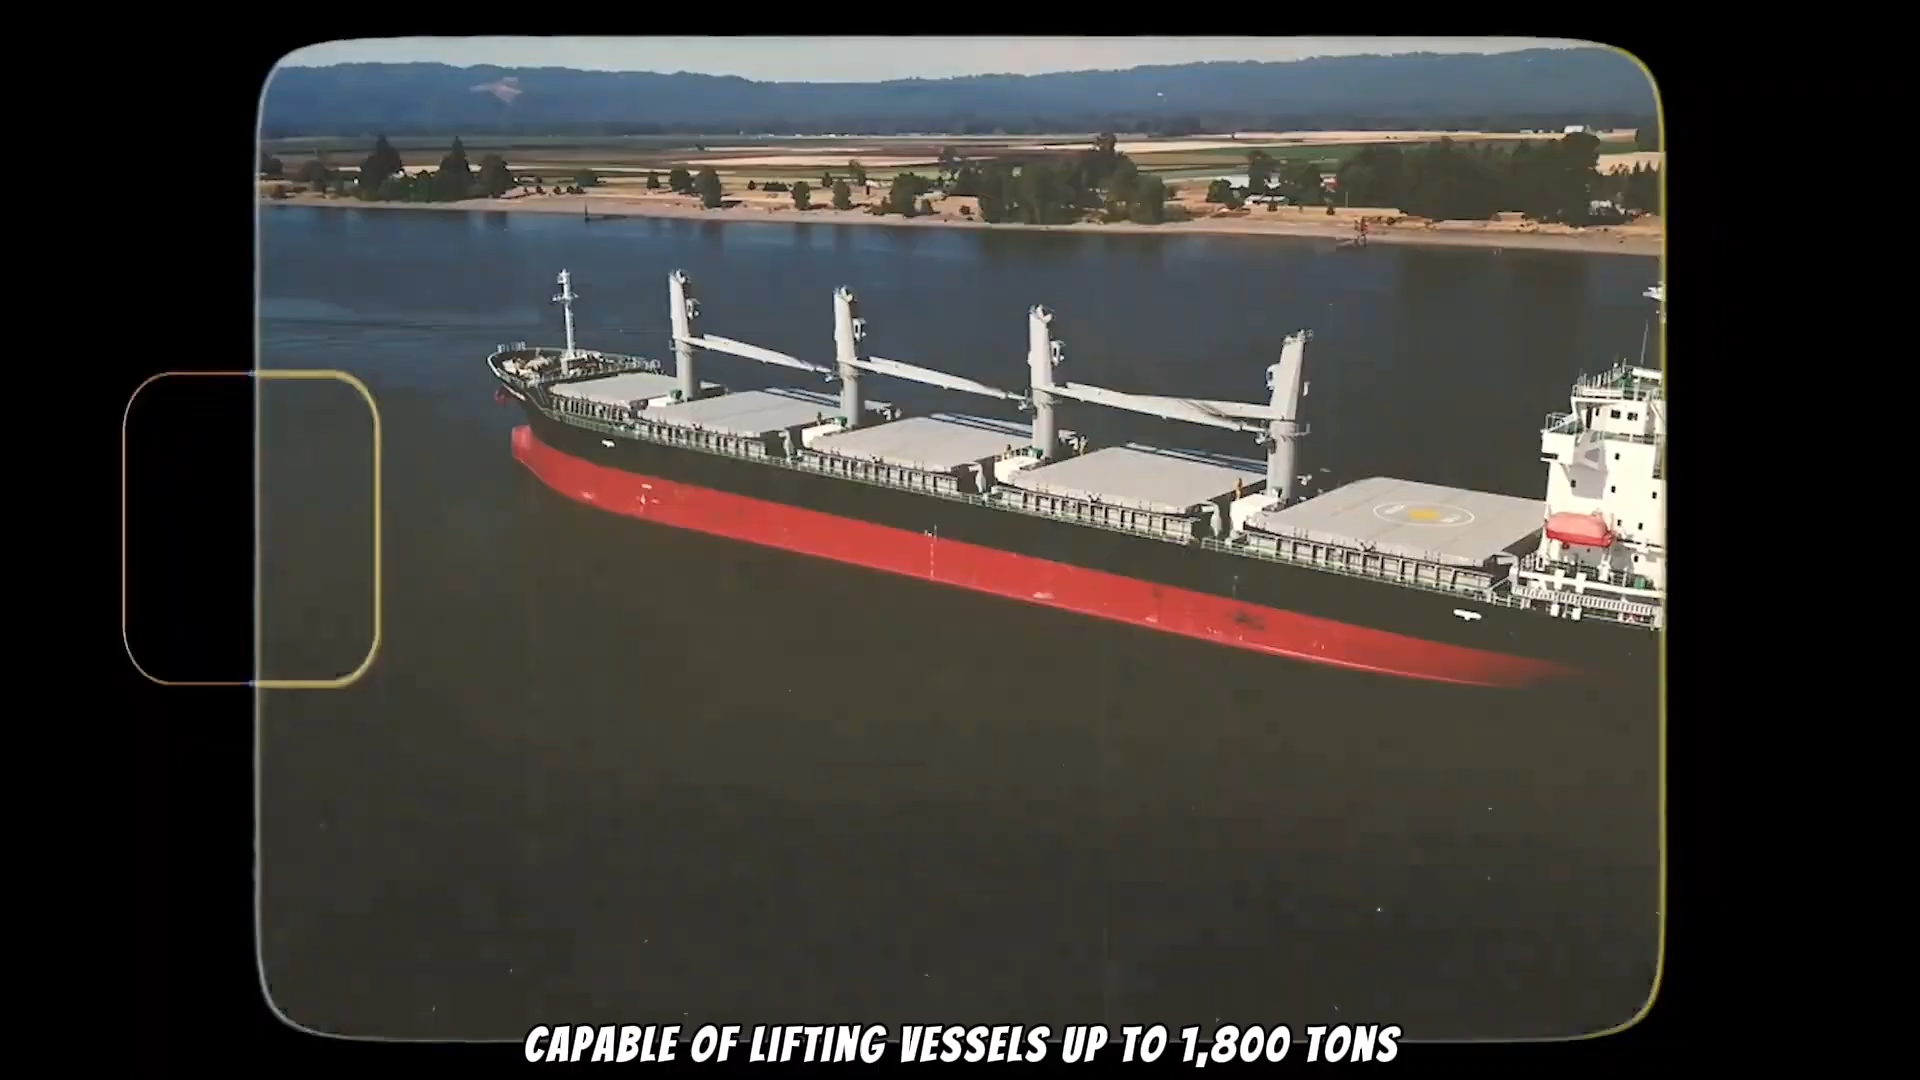 CAPABLE OF LIFTING VESSELS UP TO 1,800 TONS